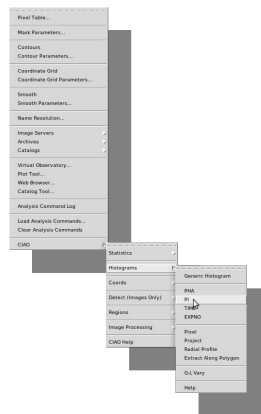 Pixel Table...
Mask Parameters...
Contours
Contour Parameters...
Coordinate Grid
Coordinate Grid Parameters...
Smooth
Smooth Parameters...
Name Resolution...
Image Servers
Archives
Catalogs
Virtual Observatory...
Plot Tool...
Web Browser...
Catalog Tool...
Analysis Command Log
Load Analysis Commands...
Clear Analysis Commands
CIAO
Statistics
Histograms
Coords
Detect (Images Only)
Regions
Image Processing
CIAO Help
Generic Histogram
PHA
PI
TIME
EXPNO
Pixel
Project
Radial Profile
Extract Along Polygon
G-L Vary
Help